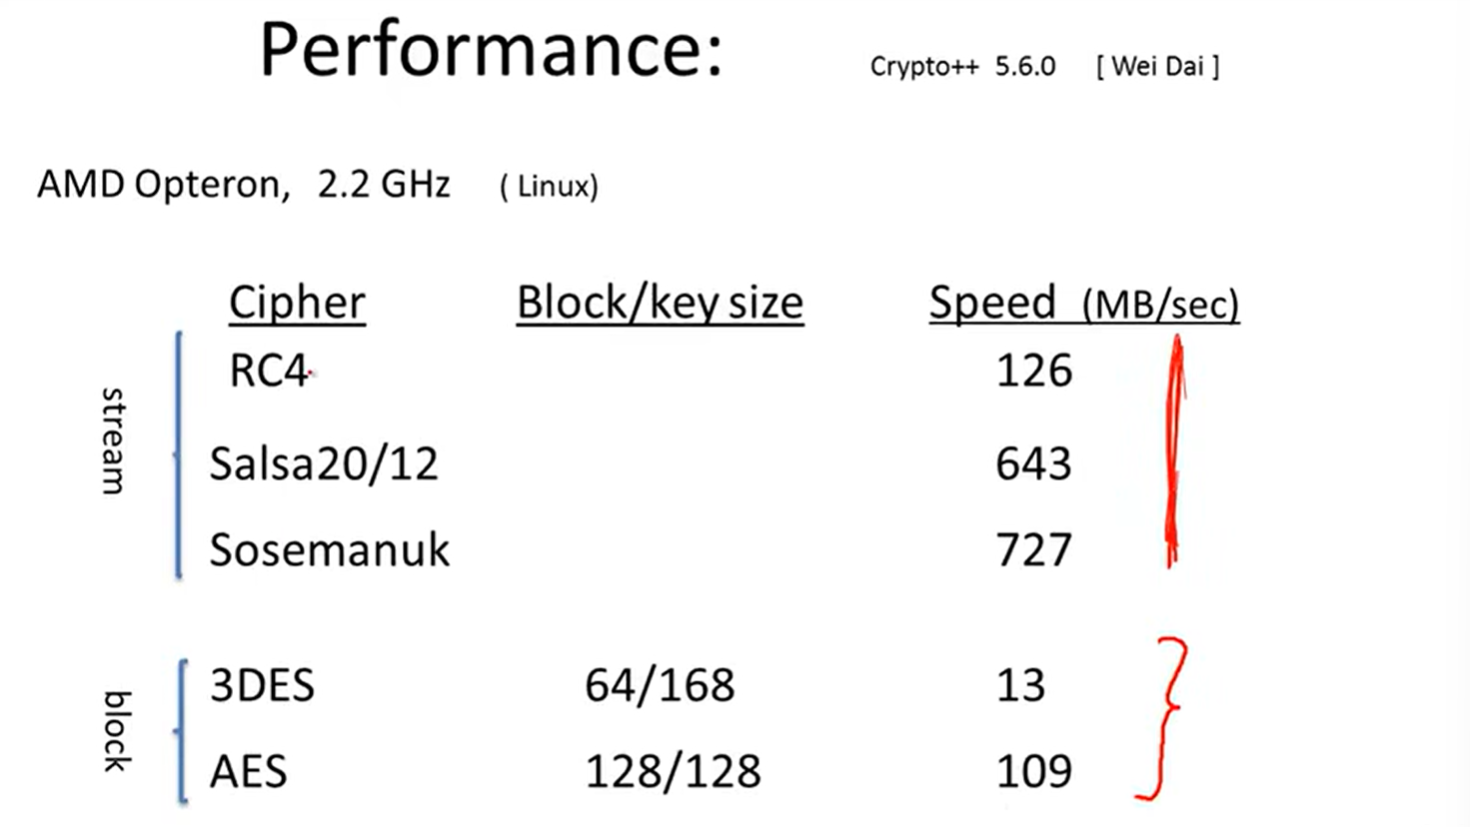 Performance: Crypto++ 5.6.0 [ Wei Dai ]
AMD Opteron, 2.2 GHz ( Linux)
Cipher Block/key size Speed (MB/sec)
stream
RC4 126
Salsa20/12 643
Sosemanuk 727
block
3DES 64/168 13
AES 128/128 109